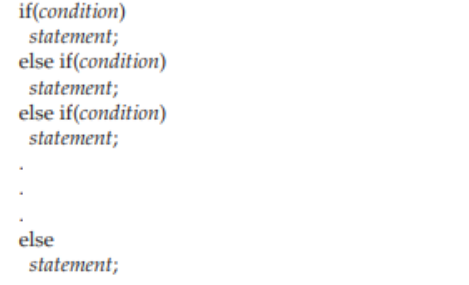 if(condition)
statement;
else if(condition)
statement;
else if(condition)
statement;
.
.
.
else
statement;